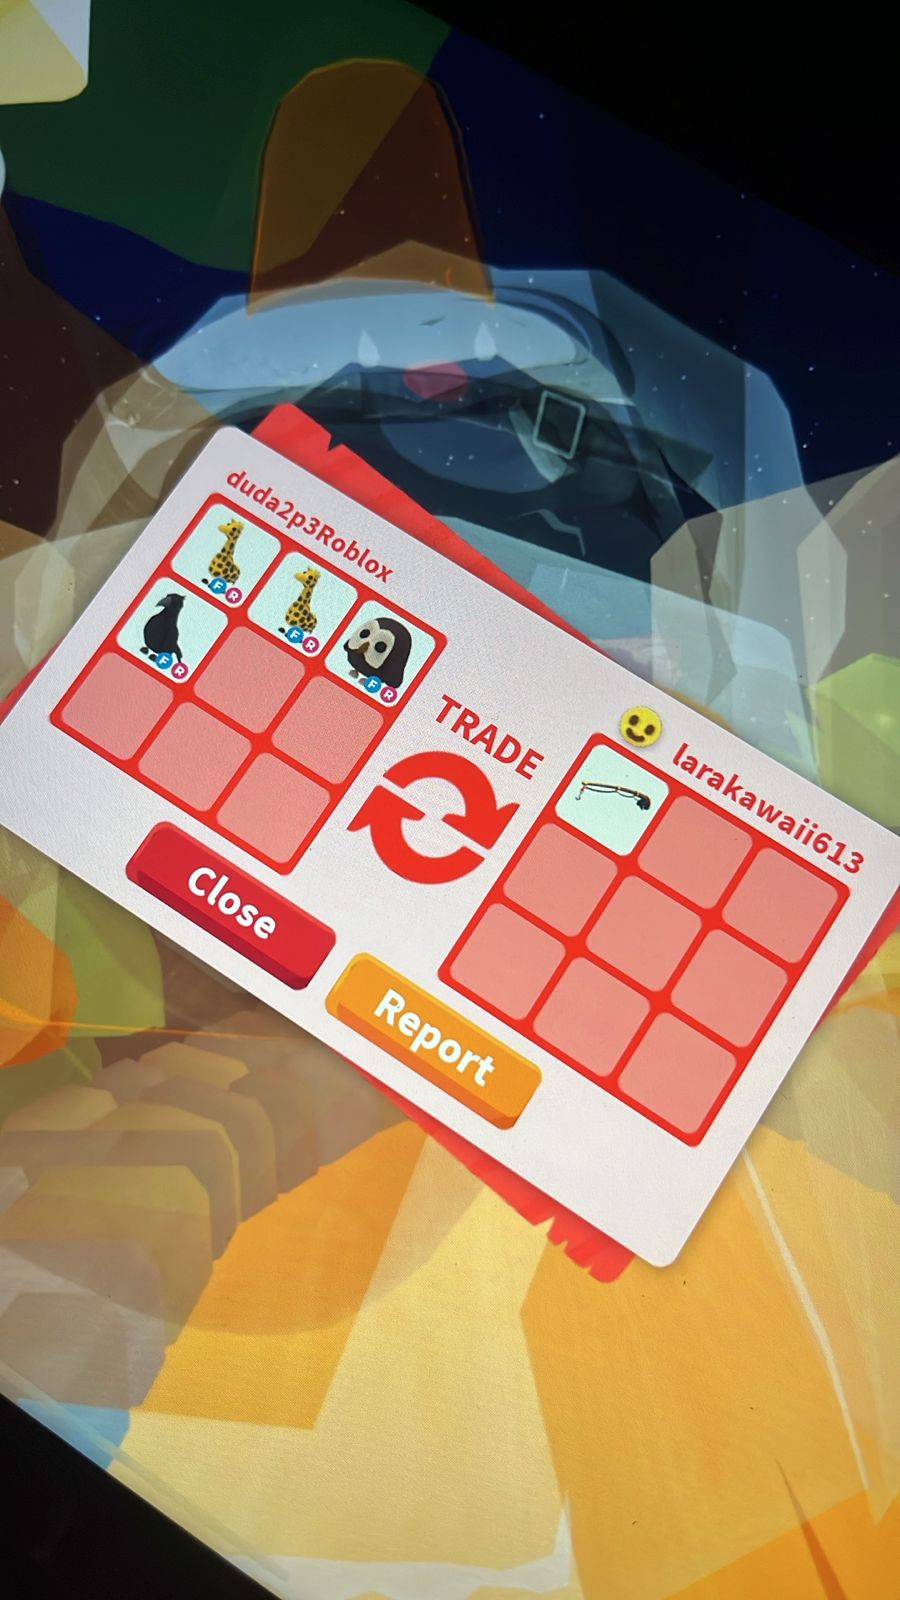 duda2p3Roblox
F R
F R
F R
F R
TRADE
larakawaii613
Close
Report